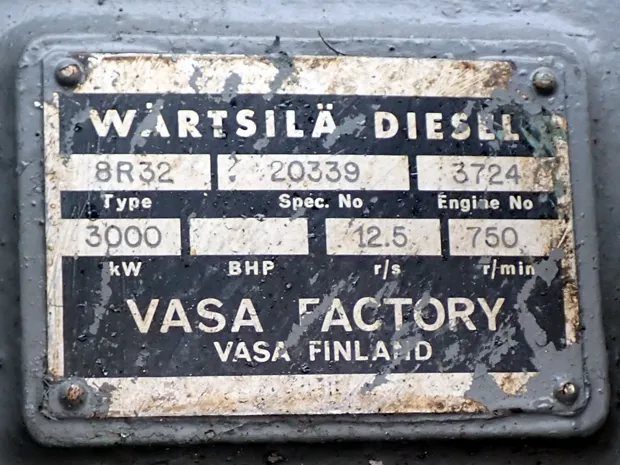 WÄRTSILÄ DIESEL
8R32 20339 3724
Type Spec. No Engine No
3000 12.5 750
kW BHP r/s r/min
VASA FACTORY
VASA FINLAND